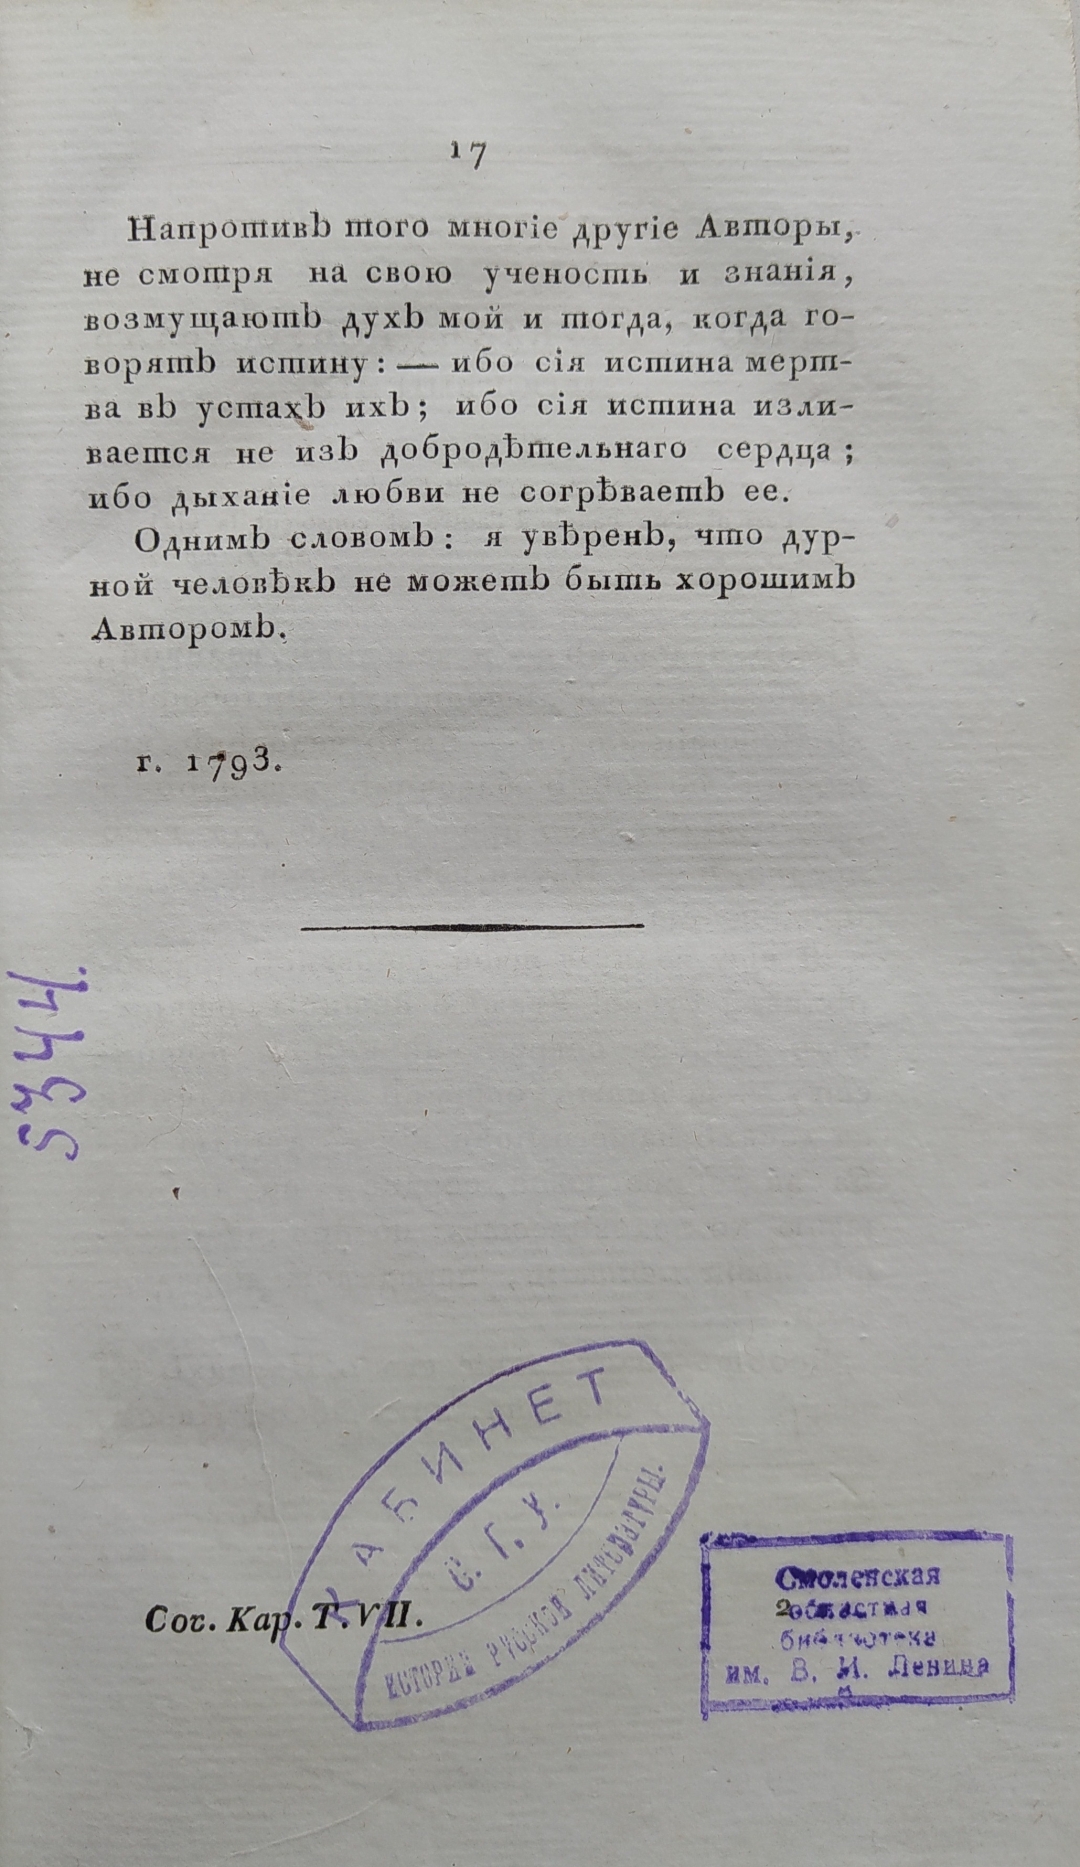 17
Напротивъ того многіе другіе Авторы,
не смотря на свою ученость и знанія,
возмущаютъ духъ мой и тогда, когда го-
ворятъ истину: — ибо сія истина мерт-
ва въ устахъ ихъ; ибо сія истина изли-
вается не изъ добродѣтельнаго сердца;
ибо дыханіе любви не согрѣваетъ ее.
Однимъ словомъ: я увѣренъ, что дур-
ной человѣкъ не можетъ быть хорошимъ
Авторомъ.
г. 1793.
5344.
КАБИНЕТ
С. Г. У.
ИСТОРИИ РУССКОЙ ЛИТЕРАТУРЫ.
Соч. Кар. Т. VII.
2
Смоленская
областная
библиотека
им. В. И. Ленина